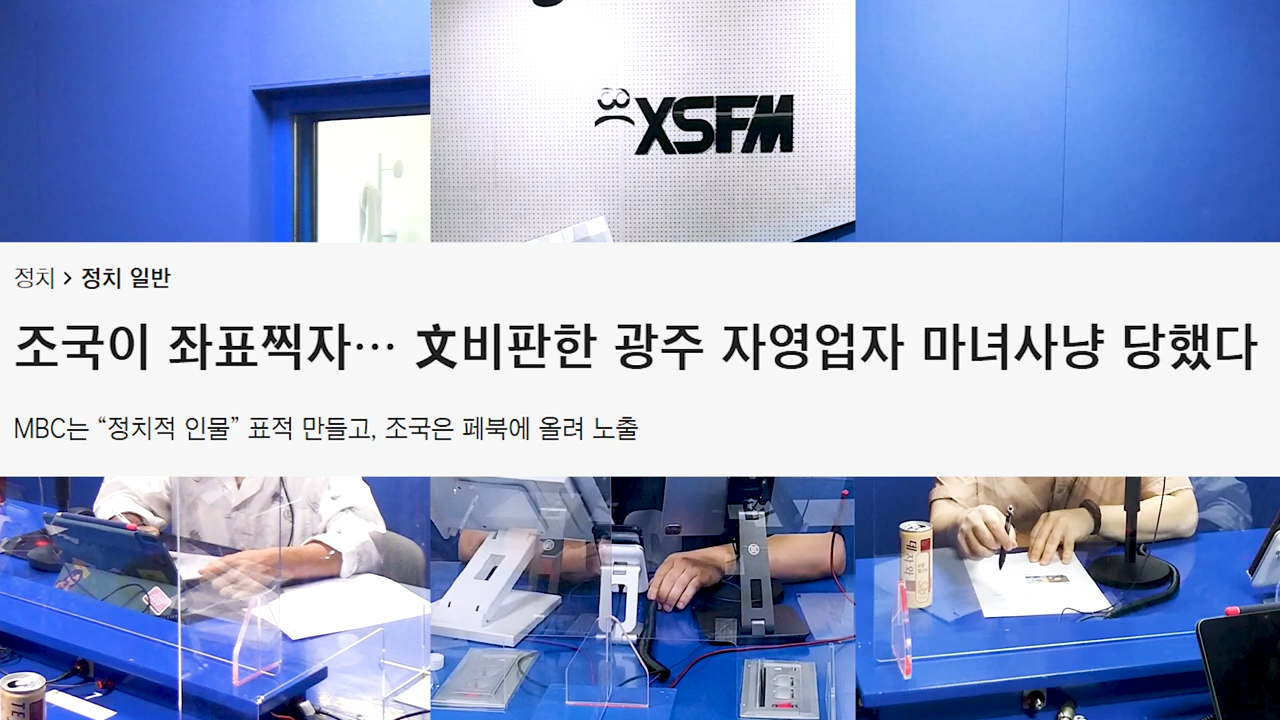 XSFM
정치 > 정치 일반
조국이 좌표찍자… 文비판한 광주 자영업자 마녀사냥 당했다
MBC는 “정치적 인물” 표적 만들고, 조국은 페북에 올려 노출